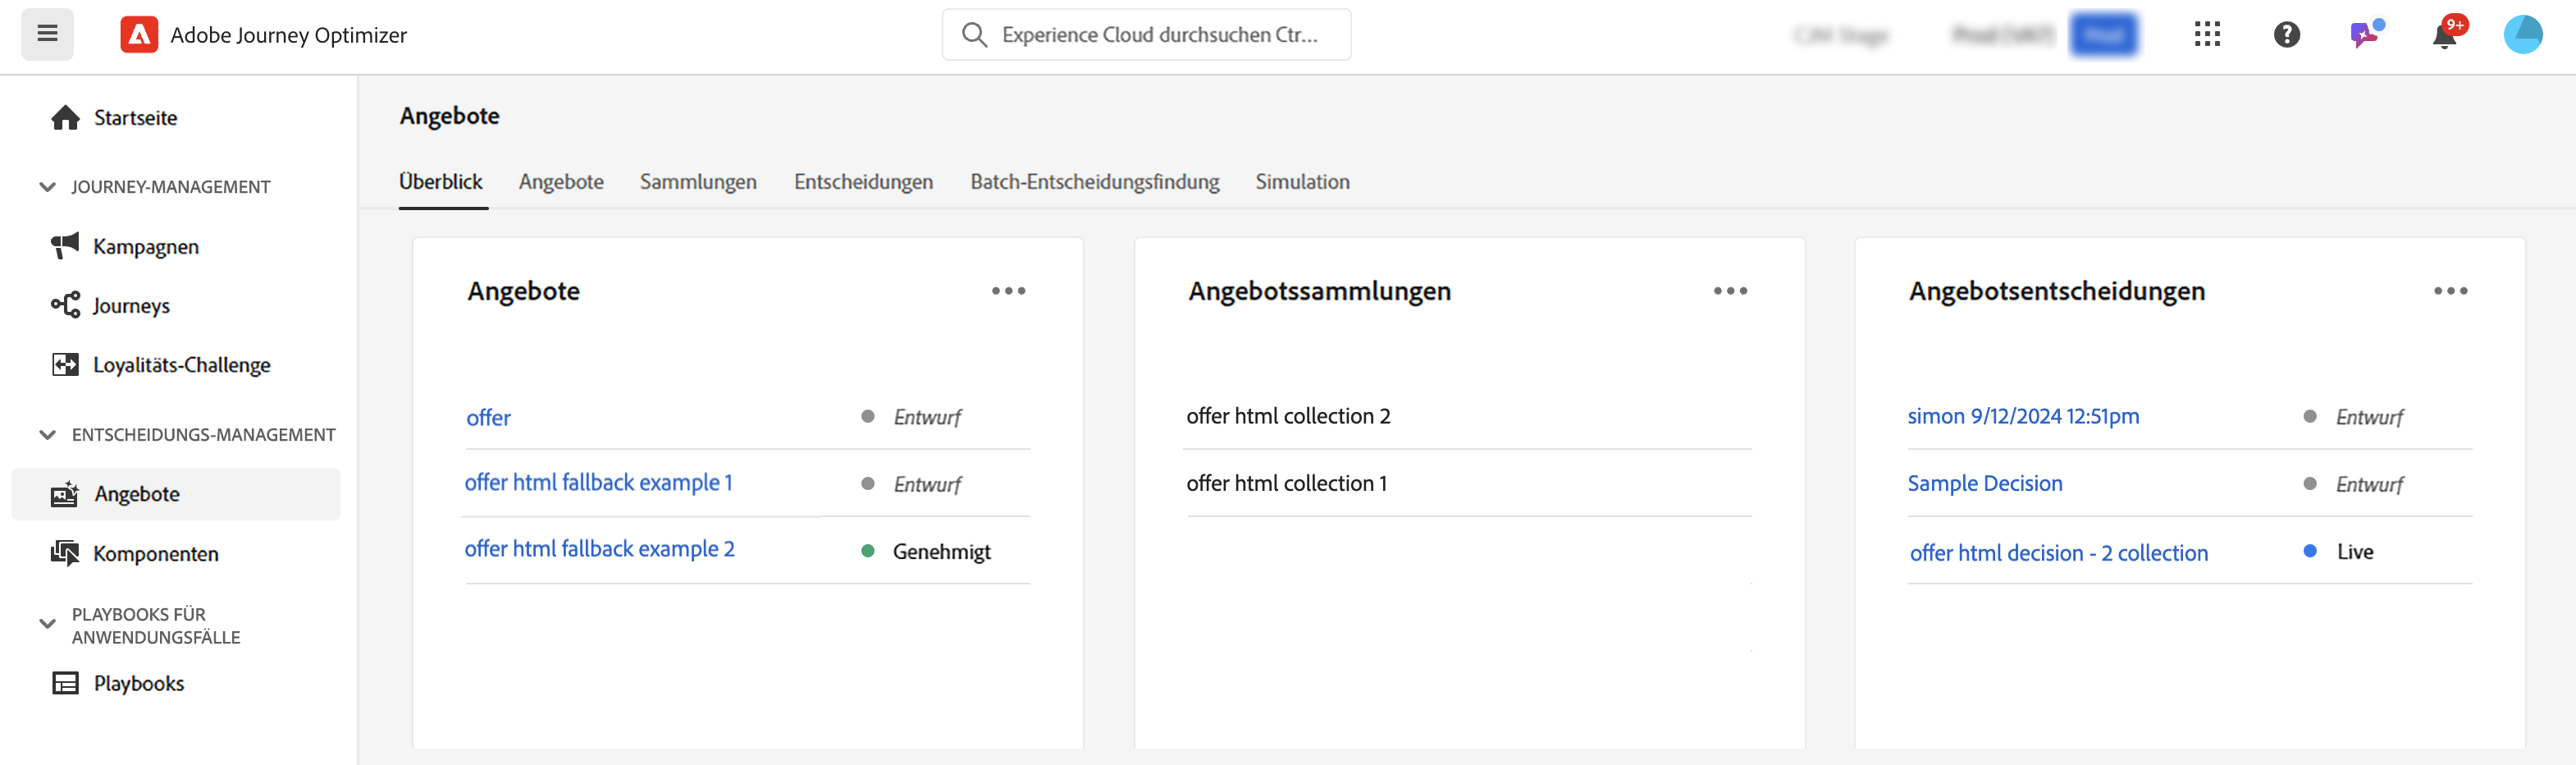 Adobe Journey Optimizer
Experience Cloud durchsuchen Ctr...
9+
Startseite
JOURNEY-MANAGEMENT
Kampagnen
Journeys
Loyalitäts-Challenge
ENTSCHEIDUNGS-MANAGEMENT
Angebote
Komponenten
PLAYBOOKS FÜR
ANWENDUNGSFÄLLE
Playbooks
Angebote
Überblick Angebote Sammlungen Entscheidungen Batch-Entscheidungsfindung Simulation
Angebote
offer Entwurf
offer html fallback example 1 Entwurf
offer html fallback example 2 Genehmigt
Angebotssammlungen
offer html collection 2
offer html collection 1
Angebotsentscheidungen
simon 9/12/2024 12:51pm Entwurf
Sample Decision Entwurf
offer html decision - 2 collection Live